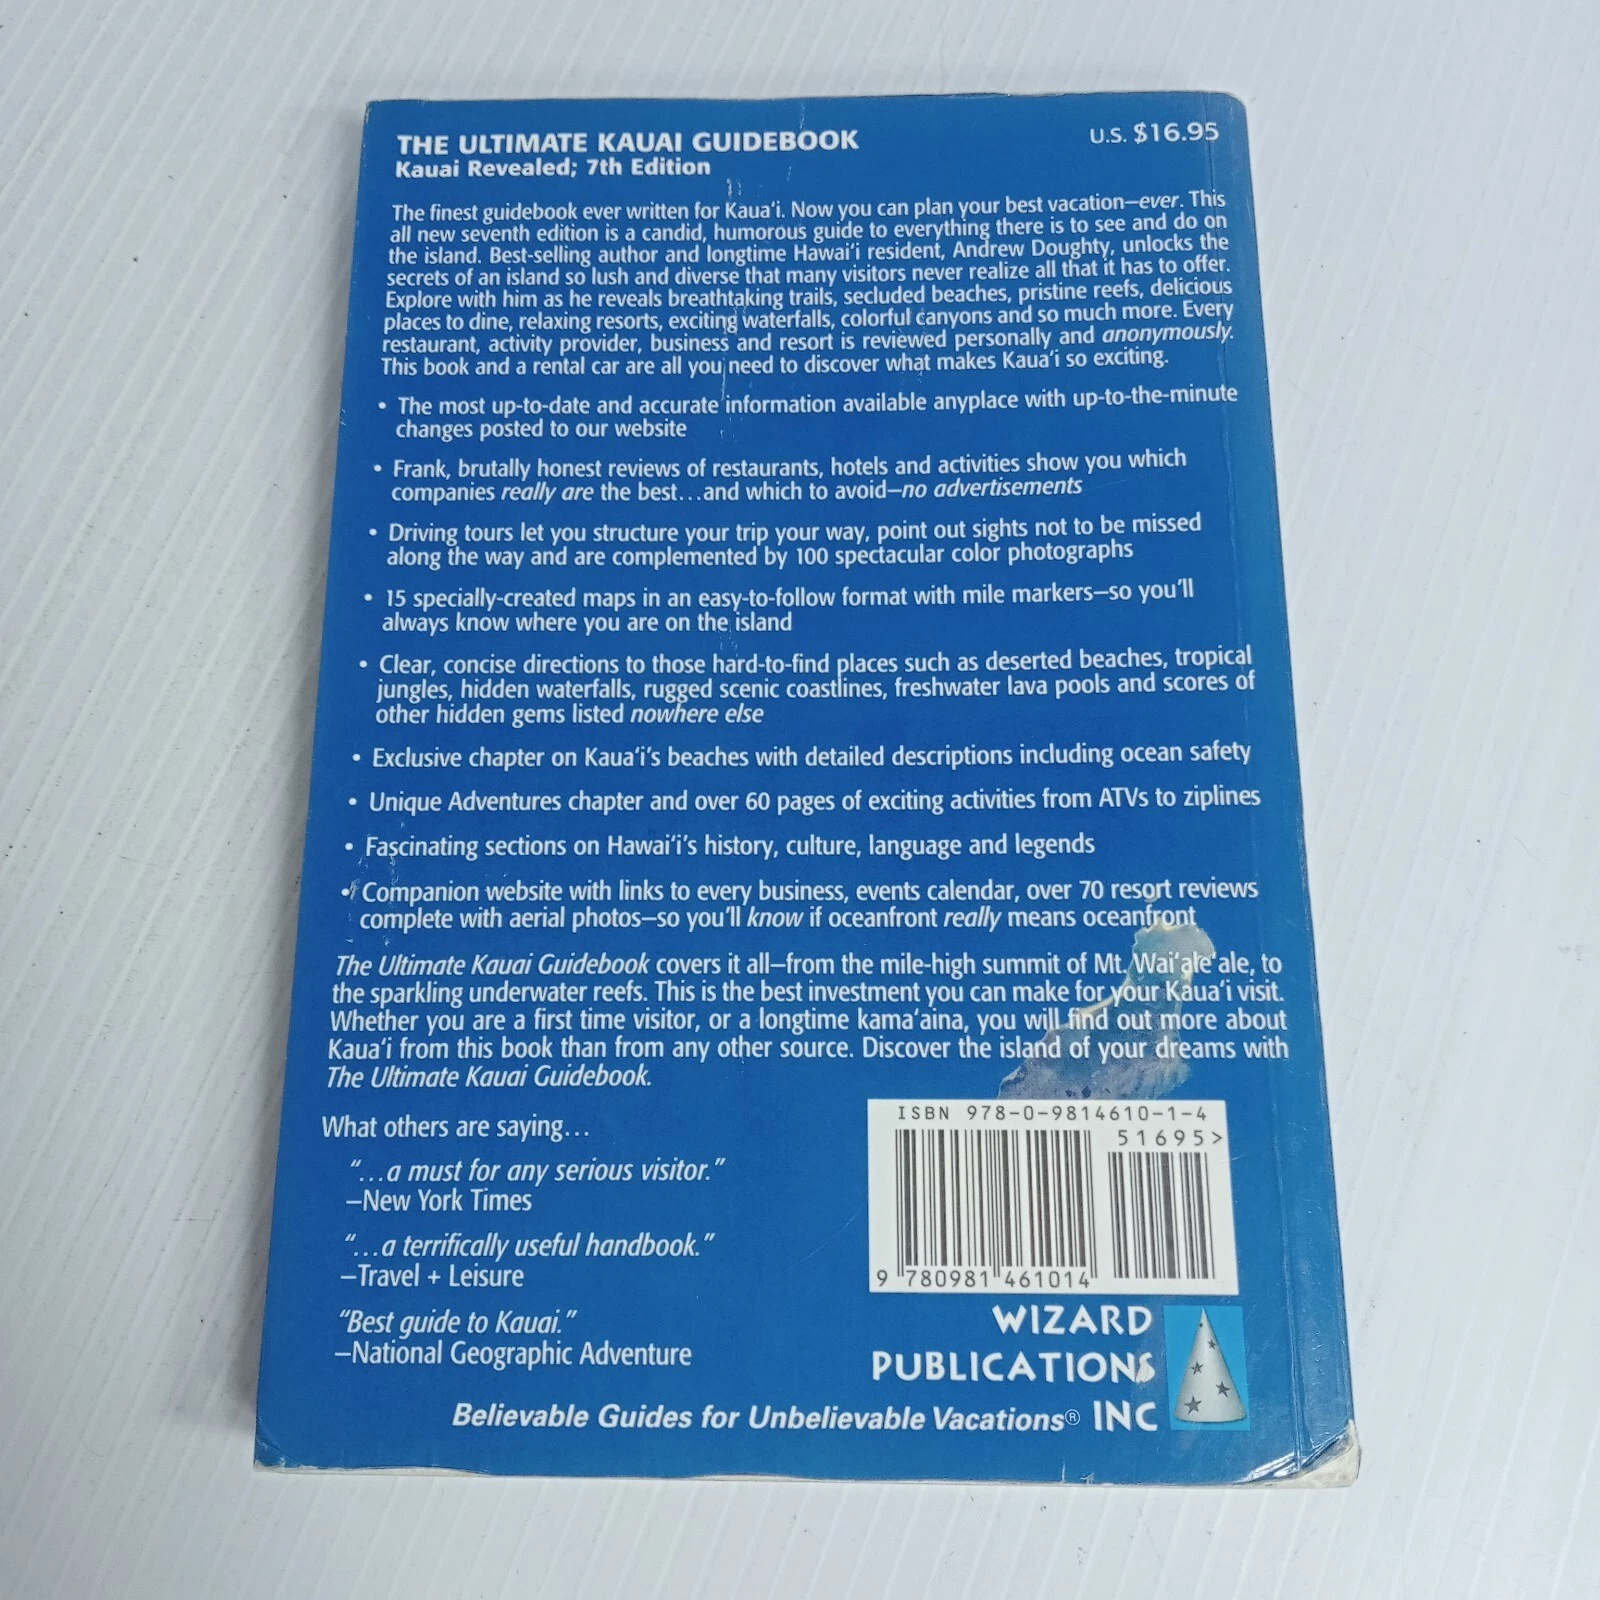 THE ULTIMATE KAUAI GUIDEBOOK
U.S. $16.95
Kauai Revealed; 7th Edition
The finest guidebook ever written for Kauaʻi. Now you can plan your best vacation—ever. This
all new seventh edition is a candid, humorous guide to everything there is to see and do on
the island. Best-selling author and longtime Hawaiʻi resident, Andrew Doughty, unlocks the
secrets of an island so lush and diverse that many visitors never realize all that it has to offer.
Explore with him as he reveals breathtaking trails, secluded beaches, pristine reefs, delicious
places to dine, relaxing resorts, exciting waterfalls, colorful canyons and so much more. Every
restaurant, activity provider, business and resort is reviewed personally and anonymously.
This book and a rental car are all you need to discover what makes Kauaʻi so exciting.
• The most up-to-date and accurate information available anyplace with up-to-the-minute
changes posted to our website
• Frank, brutally honest reviews of restaurants, hotels and activities show you which
companies really are the best...and which to avoid—no advertisements
• Driving tours let you structure your trip your way, point out sights not to be missed
along the way and are complemented by 100 spectacular color photographs
• 15 specially-created maps in an easy-to-follow format with mile markers—so you'll
always know where you are on the island
• Clear, concise directions to those hard-to-find places such as deserted beaches, tropical
jungles, hidden waterfalls, rugged scenic coastlines, freshwater lava pools and scores of
other hidden gems listed nowhere else
• Exclusive chapter on Kauaʻi's beaches with detailed descriptions including ocean safety
• Unique Adventures chapter and over 60 pages of exciting activities from ATVs to ziplines
• Fascinating sections on Hawaiʻi's history, culture, language and legends
• Companion website with links to every business, events calendar, over 70 resort reviews
complete with aerial photos—so you'll know if oceanfront really means oceanfront
The Ultimate Kauai Guidebook covers it all—from the mile-high summit of Mt. Waiʻaleʻale, to
the sparkling underwater reefs. This is the best investment you can make for your Kauaʻi visit.
Whether you are a first time visitor, or a longtime kamaʻaina, you will find out more about
Kauaʻi from this book than from any other source. Discover the island of your dreams with
The Ultimate Kauai Guidebook.
What others are saying...
"...a must for any serious visitor."
—New York Times
"...a terrifically useful handbook."
—Travel + Leisure
"Best guide to Kauai."
—National Geographic Adventure
ISBN 978-0-9814610-1-4
51695>
9 780981 461014
WIZARD
PUBLICATIONS
INC
Believable Guides for Unbelievable Vacations®